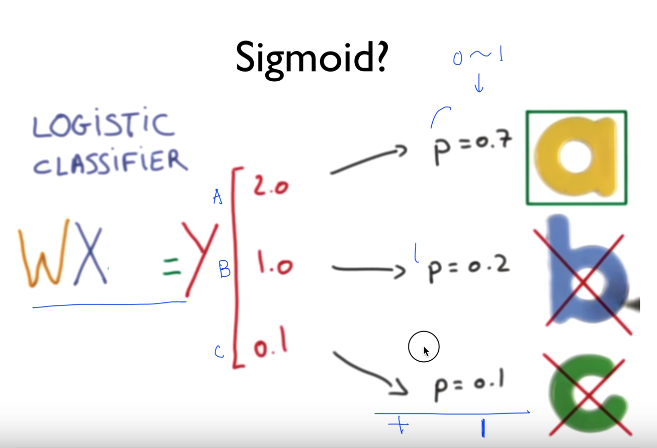 Sigmoid?
0 ~ 1
LOGISTIC
CLASSIFIER
WX = Y
A 2.0
B 1.0
C 0.1
p = 0.7
p = 0.2
p = 0.1
+ 1
a
b
c